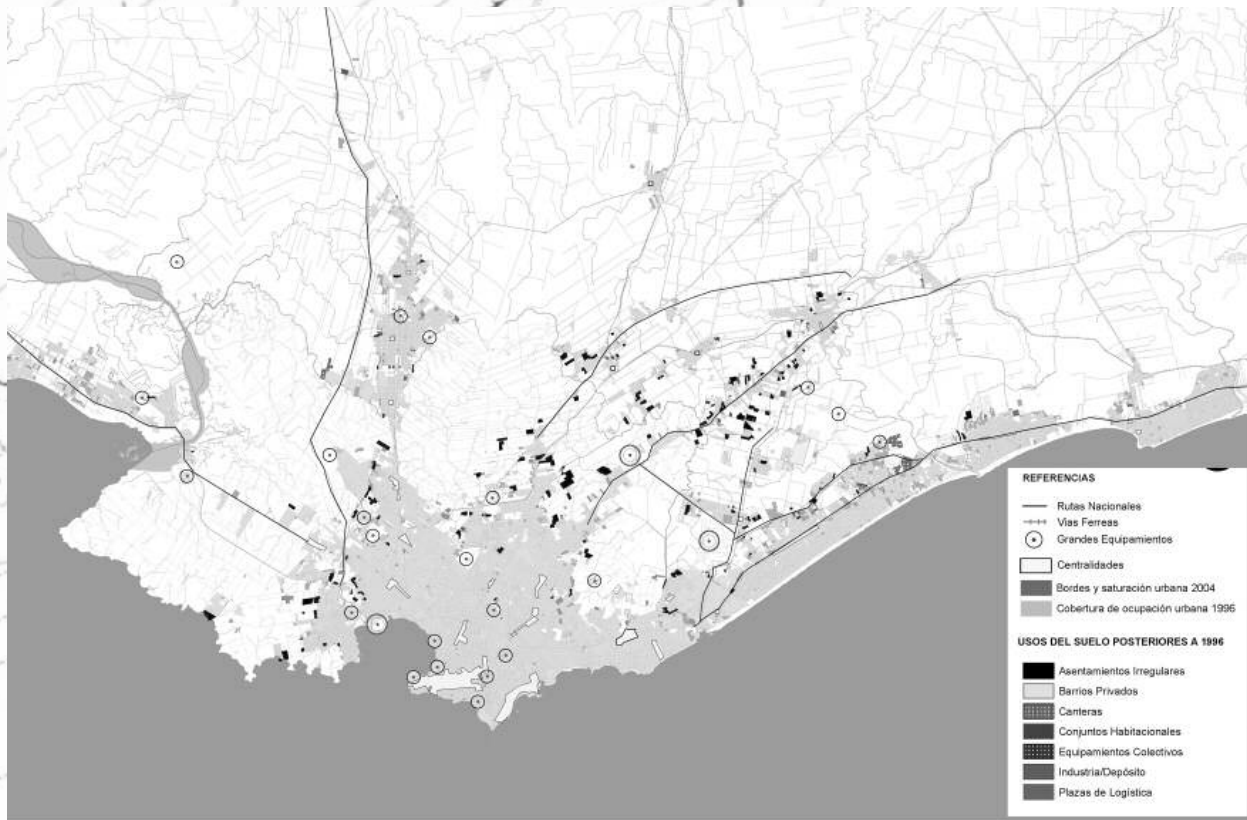 REFERENCIAS
Rutas Nacionales
Vias Ferreas
Grandes Equipamientos
Centralidades
Bordes y saturación urbana 2004
Cobertura de ocupación urbana 1996
USOS DEL SUELO POSTERIORES A 1996
Asentamientos Irregulares
Barrios Privados
Canteras
Conjuntos Habitacionales
Equipamientos Colectivos
Industria/Depósito
Plazas de Logística